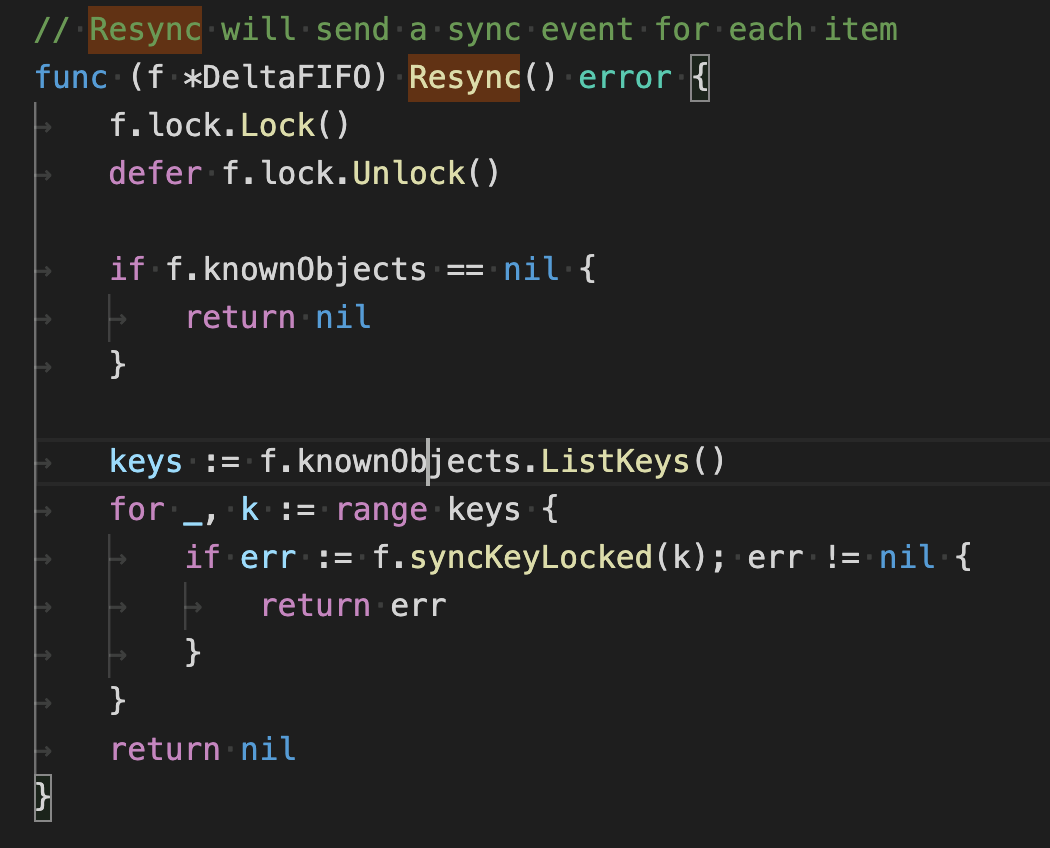 // Resync will send a sync event for each item
func (f *DeltaFIFO) Resync() error {
	f.lock.Lock()
	defer f.lock.Unlock()

	if f.knownObjects == nil {
		return nil
	}

	keys := f.knownObjects.ListKeys()
	for _, k := range keys {
		if err := f.syncKeyLocked(k); err != nil {
			return err
		}
	}
	return nil
}